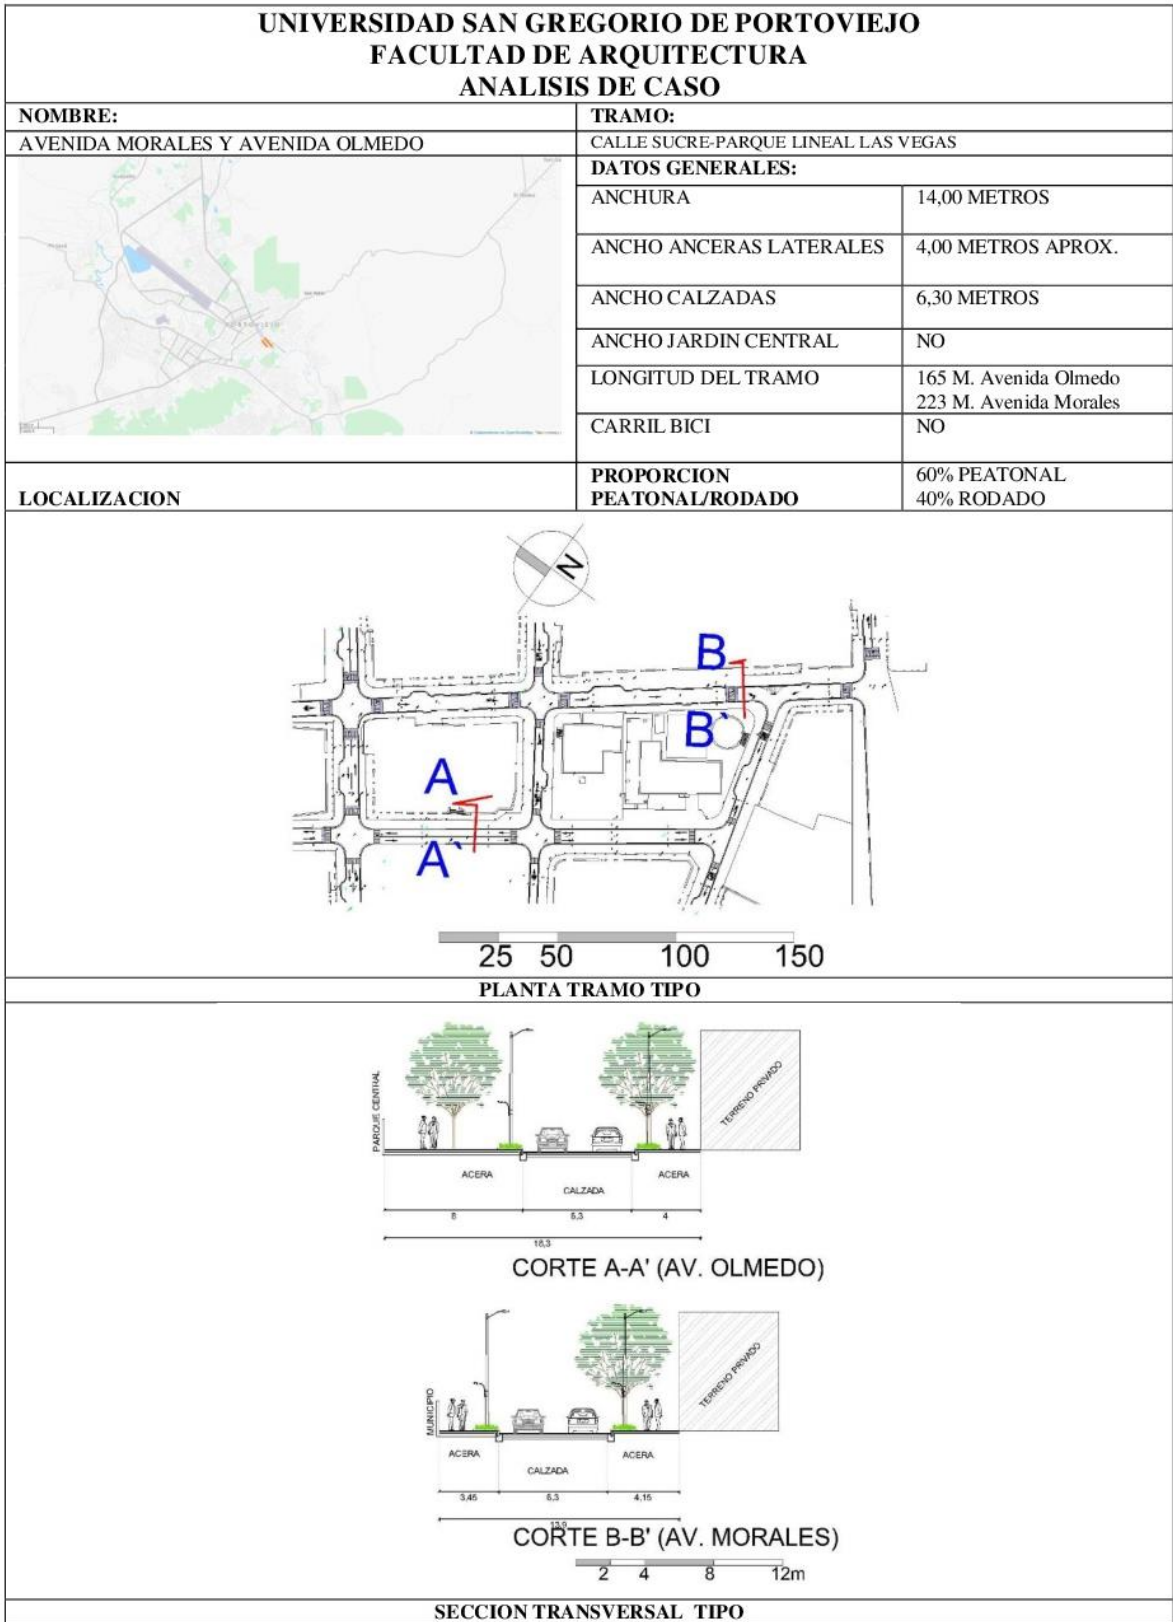 UNIVERSIDAD SAN GREGORIO DE PORTOVIEJO
FACULTAD DE ARQUITECTURA
ANALISIS DE CASO
NOMBRE:
TRAMO:
AVENIDA MORALES Y AVENIDA OLMEDO
CALLE SUCRE-PARQUE LINEAL LAS VEGAS
DATOS GENERALES:
ANCHURA
14,00 METROS
ANCHO ANCERAS LATERALES
4,00 METROS APROX.
ANCHO CALZADAS
6,30 METROS
ANCHO JARDIN CENTRAL
NO
LONGITUD DEL TRAMO
165 M. Avenida Olmedo
223 M. Avenida Morales
CARRIL BICI
NO
LOCALIZACION
PROPORCION
PEATONAL/RODADO
60% PEATONAL
40% RODADO
N
B
B`
A
A`
25 50 100 150
PLANTA TRAMO TIPO
PARQUE CENTRAL
TERRENO PRIVADO
ACERA
CALZADA
ACERA
8
6,3
4
18,3
CORTE A-A' (AV. OLMEDO)
MUNICIPIO
TERRENO PRIVADO
ACERA
CALZADA
ACERA
3,45
6,3
4,15
13,9
CORTE B-B' (AV. MORALES)
2 4 8 12m
SECCION TRANSVERSAL TIPO